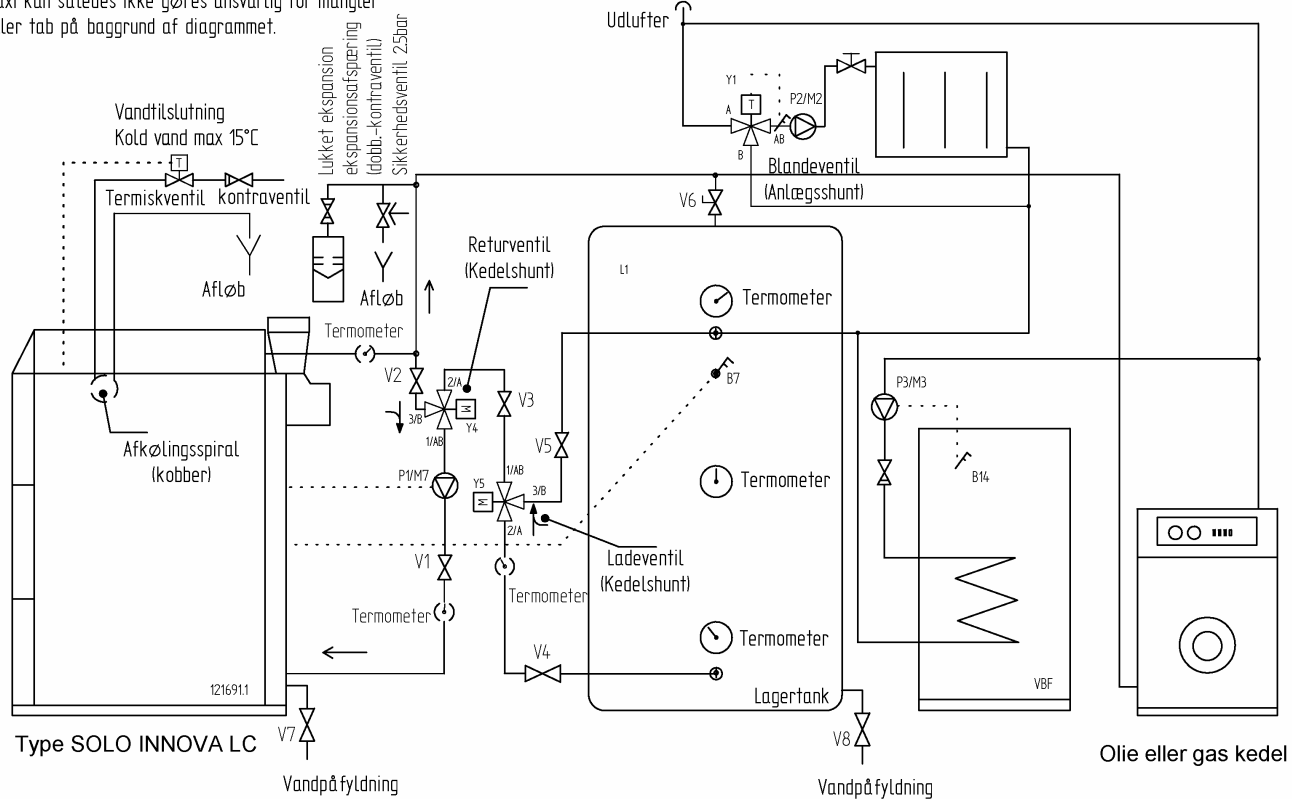 kan således ikke gøres ansvarlig for mangler
ler tab på baggrund af diagrammet.
Udlufter
Lukket ekspansion
ekspansionsafspæring
(dobb.-kontraventil)
Sikkerhedsventil 2.5bar
Vandtilslutning
Kold vand max 15°C
T
Termiskventil
kontraventil
Afløb
Afløb
Y1
T
A
B
AB
P2/M2
Blandeventil
(Anlægsshunt)
V6
Returventil
(Kedelshunt)
L1
Termometer
Termometer
V2
2/A
3/B
1/AB
M
Y4
V3
V5
B7
P3/M3
B14
Afkølingsspiral
(kobber)
P1/M7
Y5
M
1/AB
3/B
2/A
Termometer
Ladeventil
(Kedelshunt)
V1
Termometer
Termometer
Termometer
V4
121691.1
Lagertank
VBF
V7
V8
Type SOLO INNOVA LC
Olie eller gas kedel
Vandpåfyldning
Vandpåfyldning